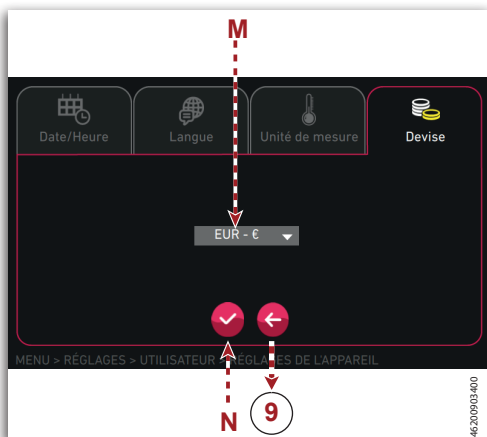 M
Date/Heure
Langue
Unité de mesure
Devise
EUR - €
MENU > RÉGLAGES > UTILISATEUR > RÉGLAGES DE L'APPAREIL
N
9
46200903400